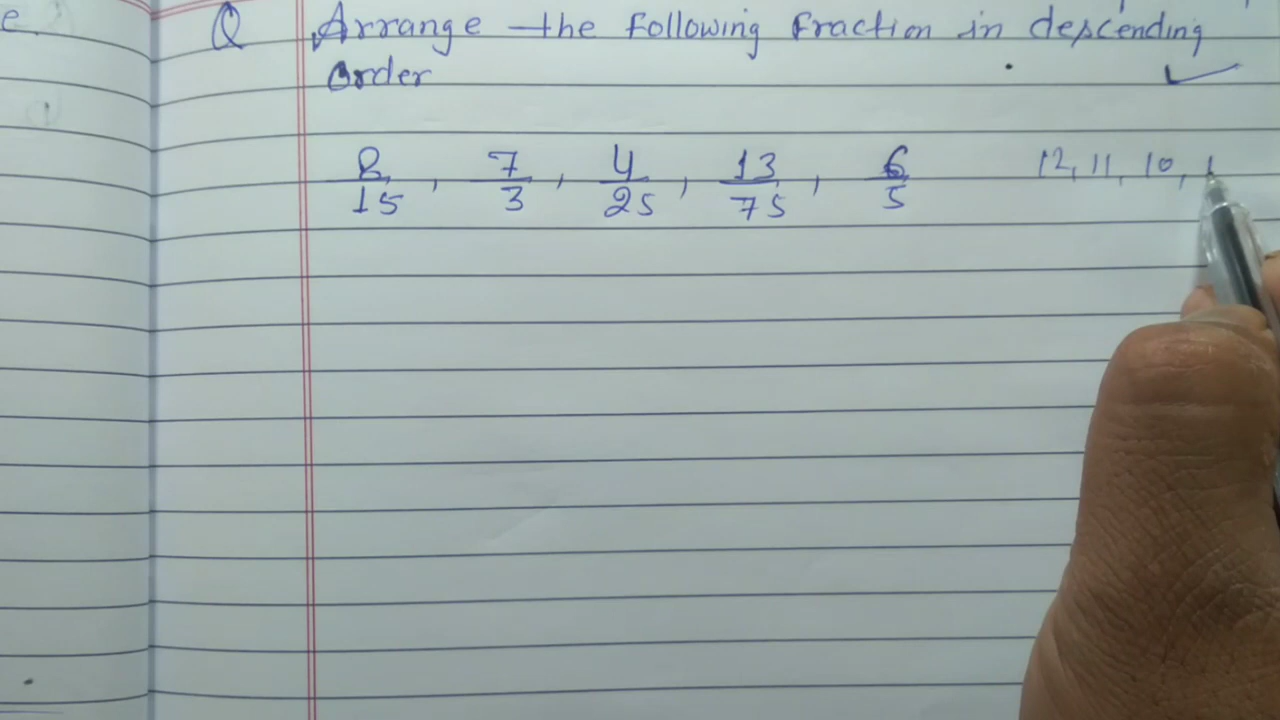 e
Q Arrange the following fraction in descending
order
8/15, 7/3, 4/25, 13/75, 6/5 12, 11, 10, 1